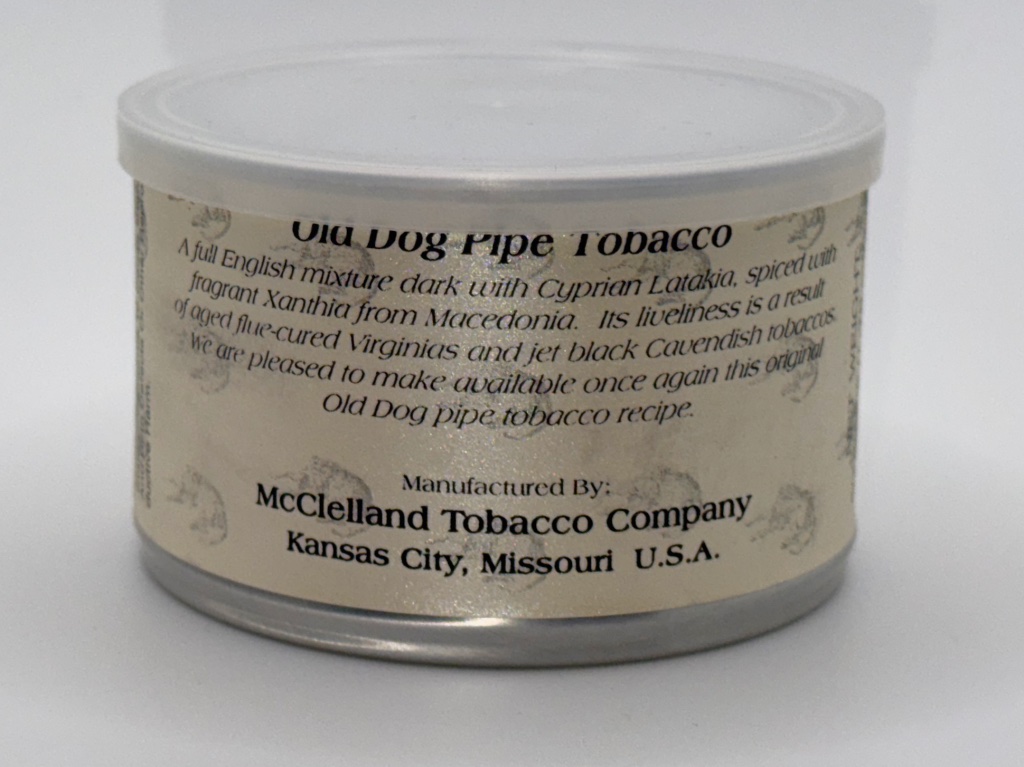 Old Dog Pipe Tobacco
A full English mixture dark with Cyprian Latakia, spiced with
fragrant Xanthia from Macedonia. Its liveliness is a result
of aged flue-cured Virginias and jet black Cavendish tobaccos.
We are pleased to make available once again this original
Old Dog pipe tobacco recipe.
Manufactured By:
McClelland Tobacco Company
Kansas City, Missouri U.S.A.